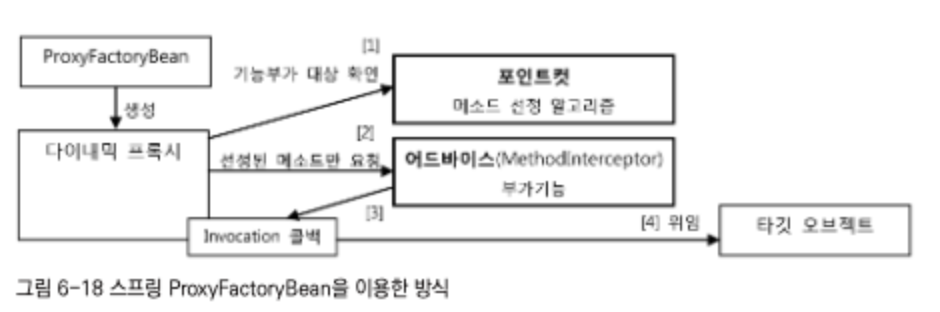 ProxyFactoryBean
[1]
기능부가 대상 확인
포인트컷
메소드 선정 알고리즘
생성
[2]
다이내믹 프록시
선정된 메소드만 요청
어드바이스(MethodInterceptor)
부가기능
[3]
Invocation 콜백
[4] 위임
타깃 오브젝트
그림 6-18 스프링 ProxyFactoryBean을 이용한 방식